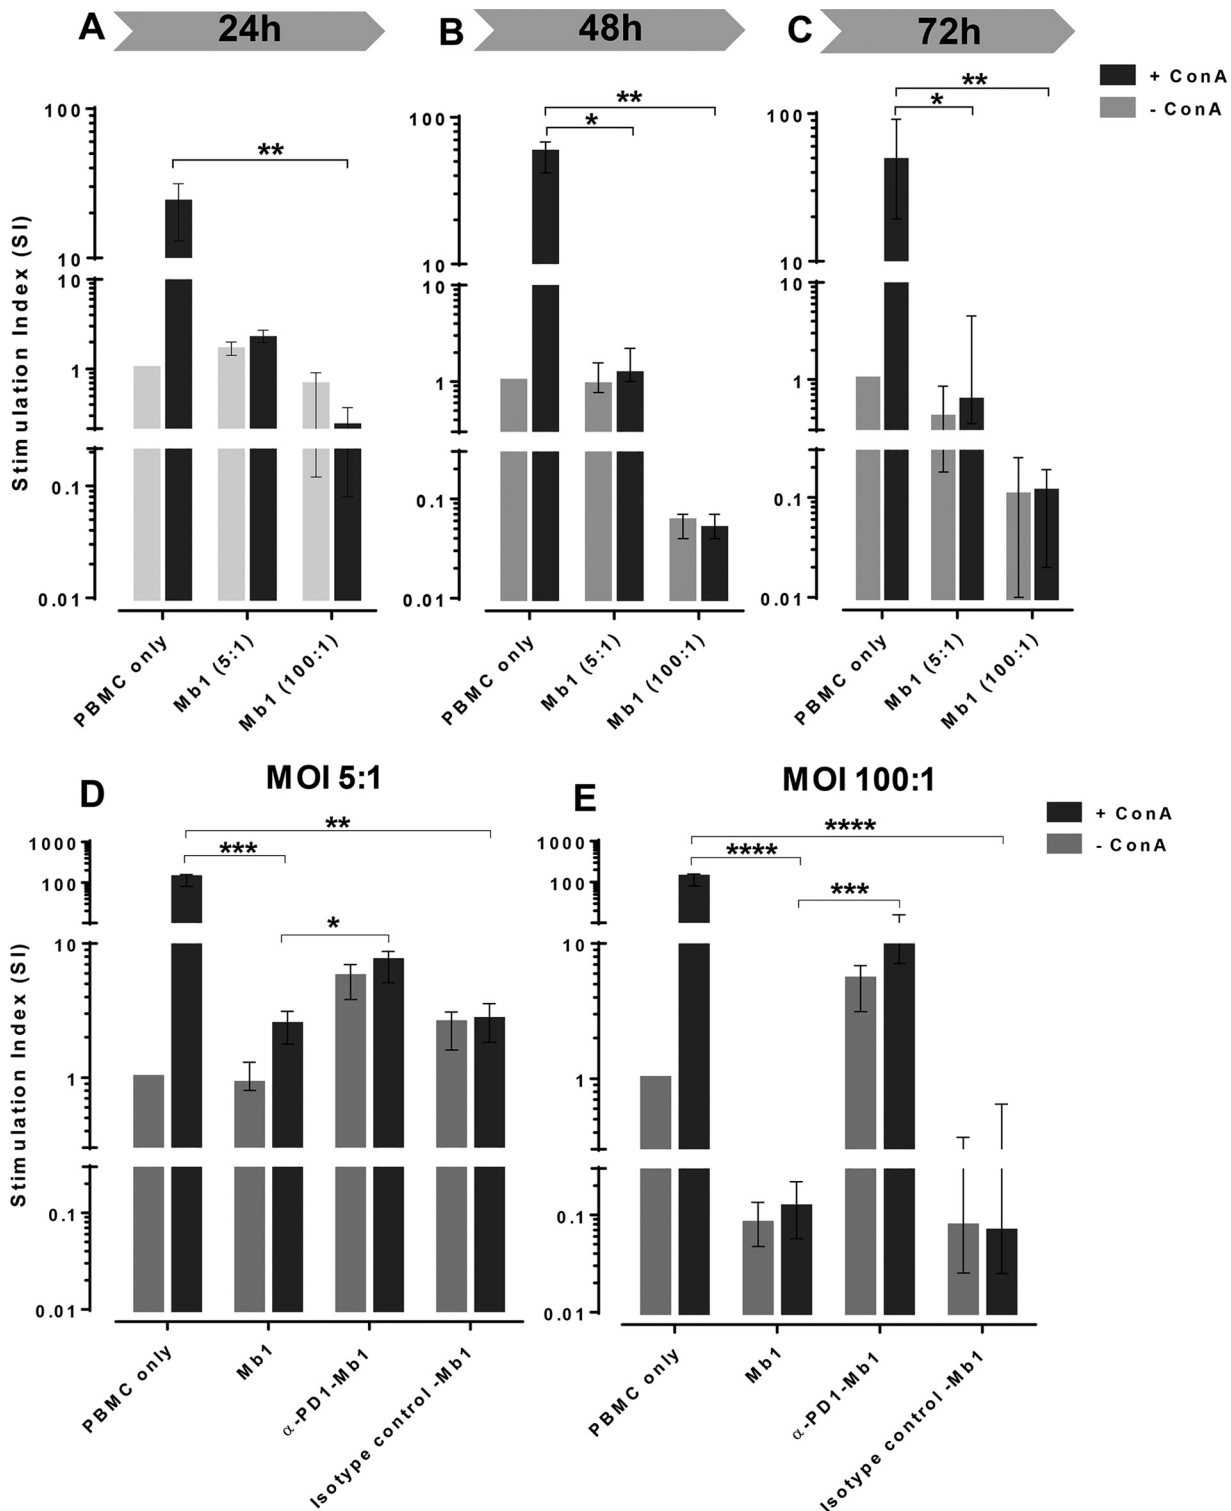 A 24h
B 48h
C 72h
+ ConA
- ConA
Stimulation Index (SI)
100
10
10
1
0.1
0.01
**
PBMC only
Mb1 (5:1)
Mb1 (100:1)
100
10
10
1
0.1
0.01
**
*
PBMC only
Mb1 (5:1)
Mb1 (100:1)
100
10
10
1
0.1
0.01
**
*
PBMC only
Mb1 (5:1)
Mb1 (100:1)
D MOI 5:1
Stimulation Index (SI)
1000
100
10
1
0.1
0.01
**
***
*
PBMC only
Mb1
α-PD1-Mb1
Isotype control -Mb1
E MOI 100:1
+ ConA
- ConA
1000
100
10
1
0.1
0.01
****
****
***
PBMC only
Mb1
α-PD1-Mb1
Isotype control -Mb1